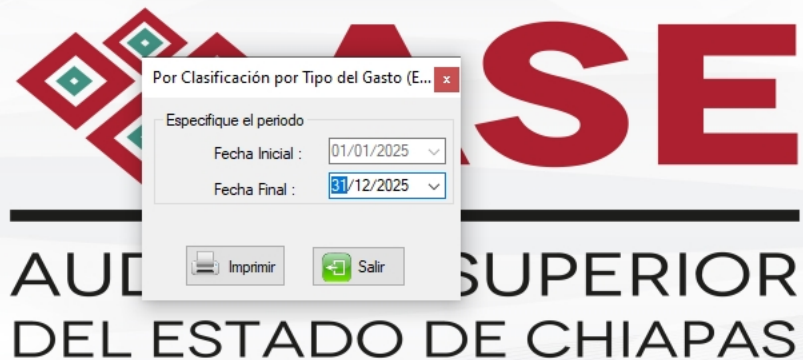 ASE
Por Clasificación por Tipo del Gasto (E...
x
Especifique el periodo
Fecha Inicial : 01/01/2025
Fecha Final : 31/12/2025
Imprimir Salir
SUPERIOR
DEL ESTADO DE CHIAPAS